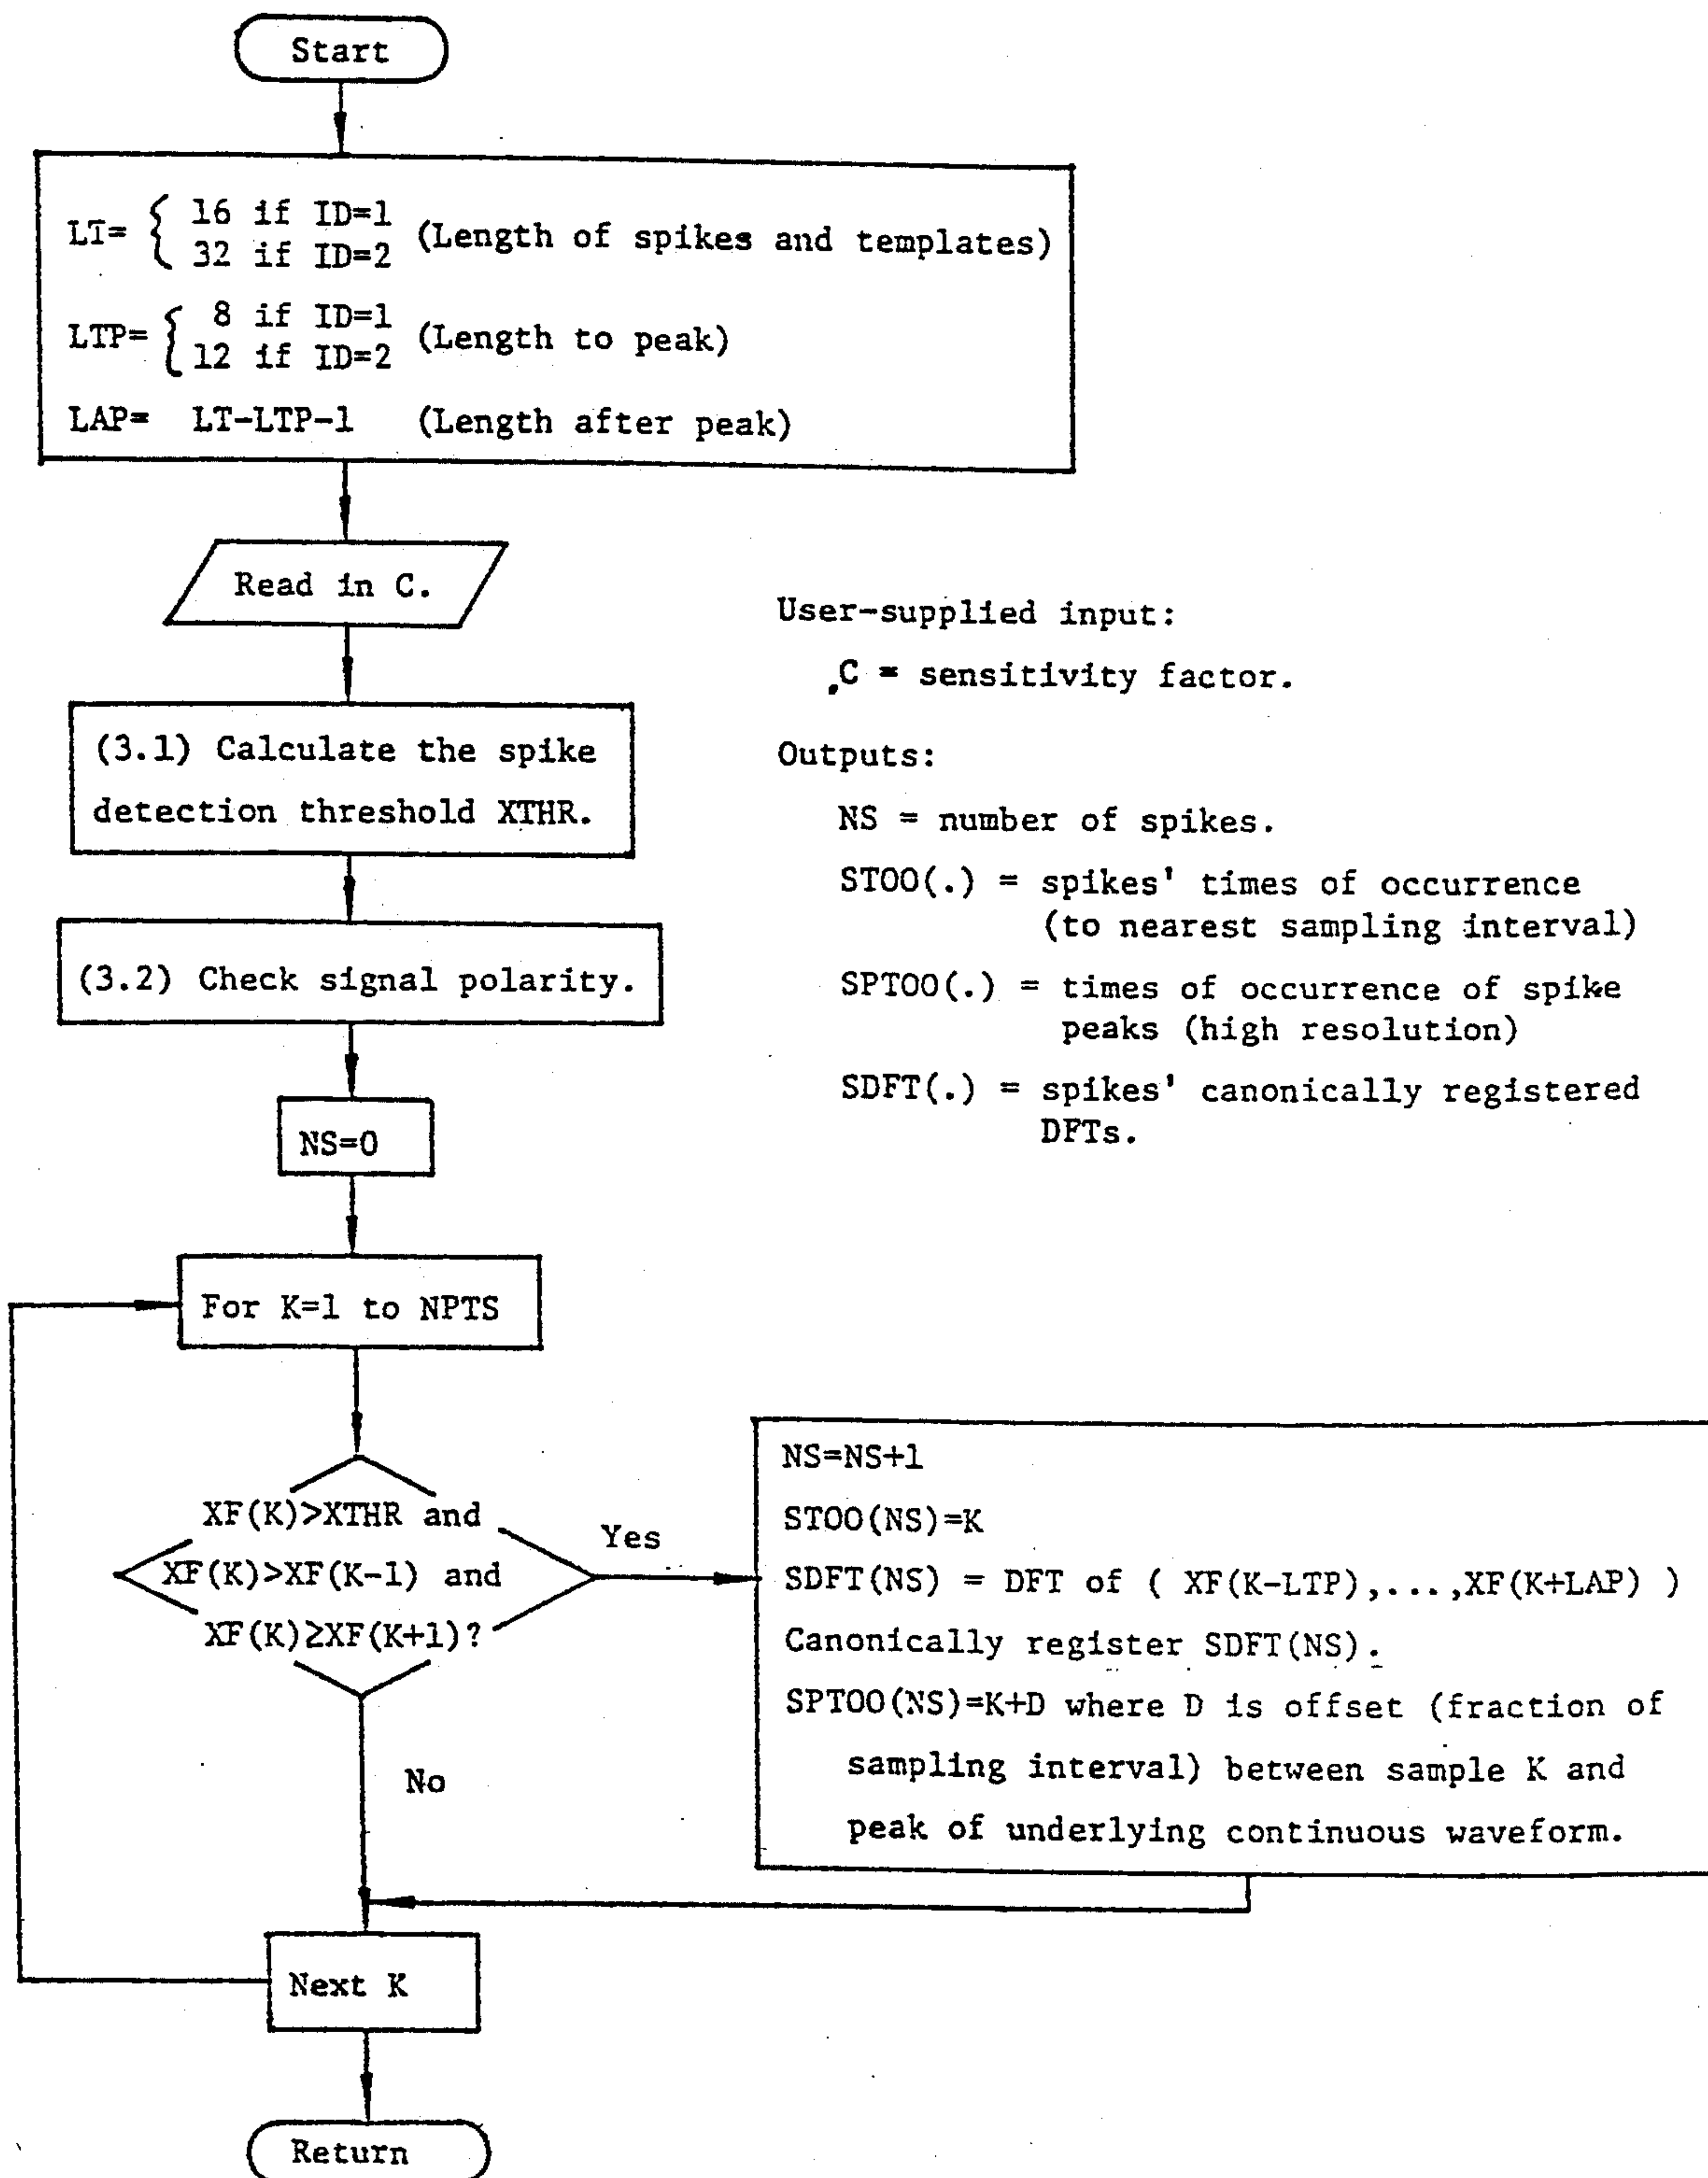 Start
LT= { 16 if ID=1
32 if ID=2 (Length of spikes and templates)
LTP= { 8 if ID=1
12 if ID=2 (Length to peak)
LAP= LT-LTP-1 (Length after peak)
Read in C.
User-supplied input:
C = sensitivity factor.
(3.1) Calculate the spike
detection threshold XTHR.
Outputs:
NS = number of spikes.
STOO(.) = spikes' times of occurrence
(to nearest sampling interval)
SPTOO(.) = times of occurrence of spike
peaks (high resolution)
SDFT(.) = spikes' canonically registered
DFTs.
(3.2) Check signal polarity.
NS=0
For K=1 to NPTS
XF(K)>XTHR and
XF(K)>XF(K-1) and
XF(K)≥XF(K+1)?
Yes
NS=NS+1
STOO(NS)=K
SDFT(NS) = DFT of ( XF(K-LTP),...,XF(K+LAP) )
Canonically register SDFT(NS).
SPTOO(NS)=K+D where D is offset (fraction of
sampling interval) between sample K and
peak of underlying continuous waveform.
No
Next K
Return